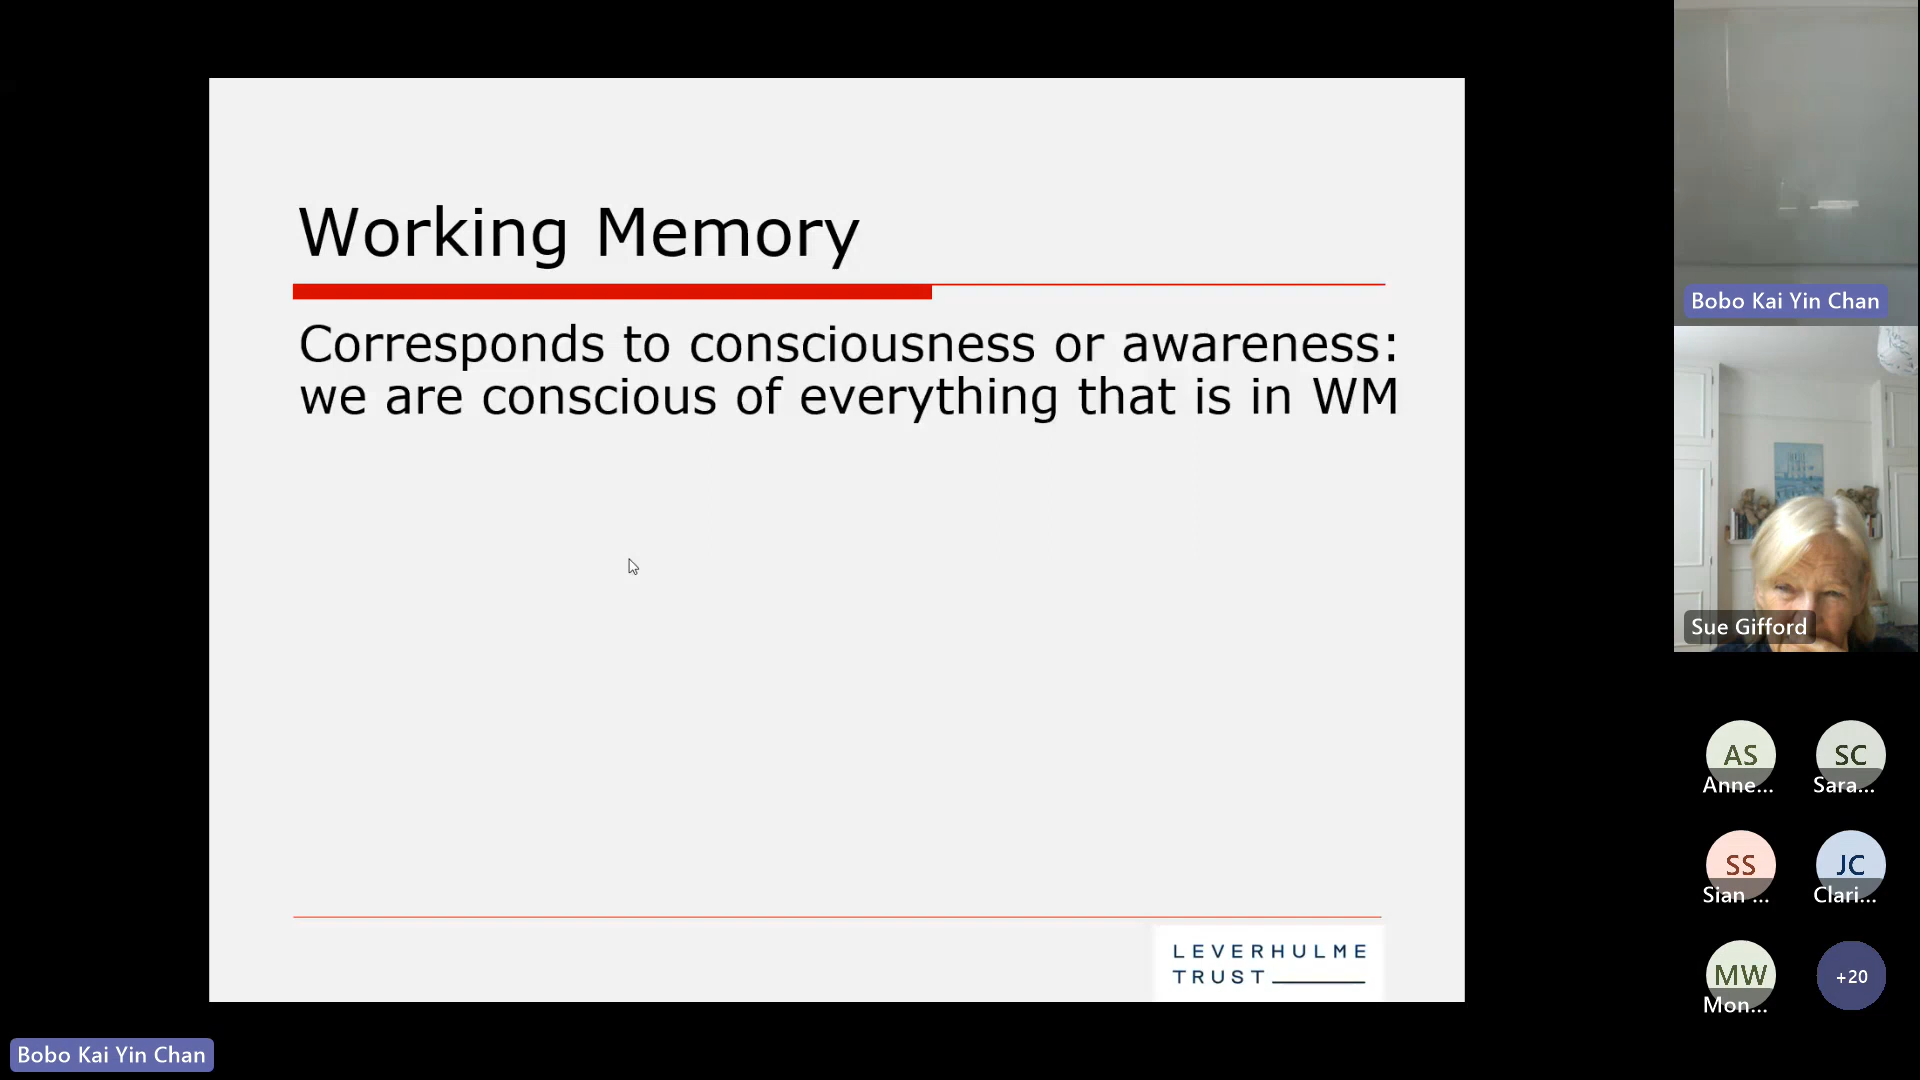 Working Memory
Corresponds to consciousness or awareness:
we are conscious of everything that is in WM
LEVERHULME
TRUST
Bobo Kai Yin Chan
Sue Gifford
AS
Anne...
SC
Sara...
SS
Sian ...
JC
Clari...
MW
Mon...
+20
Bobo Kai Yin Chan